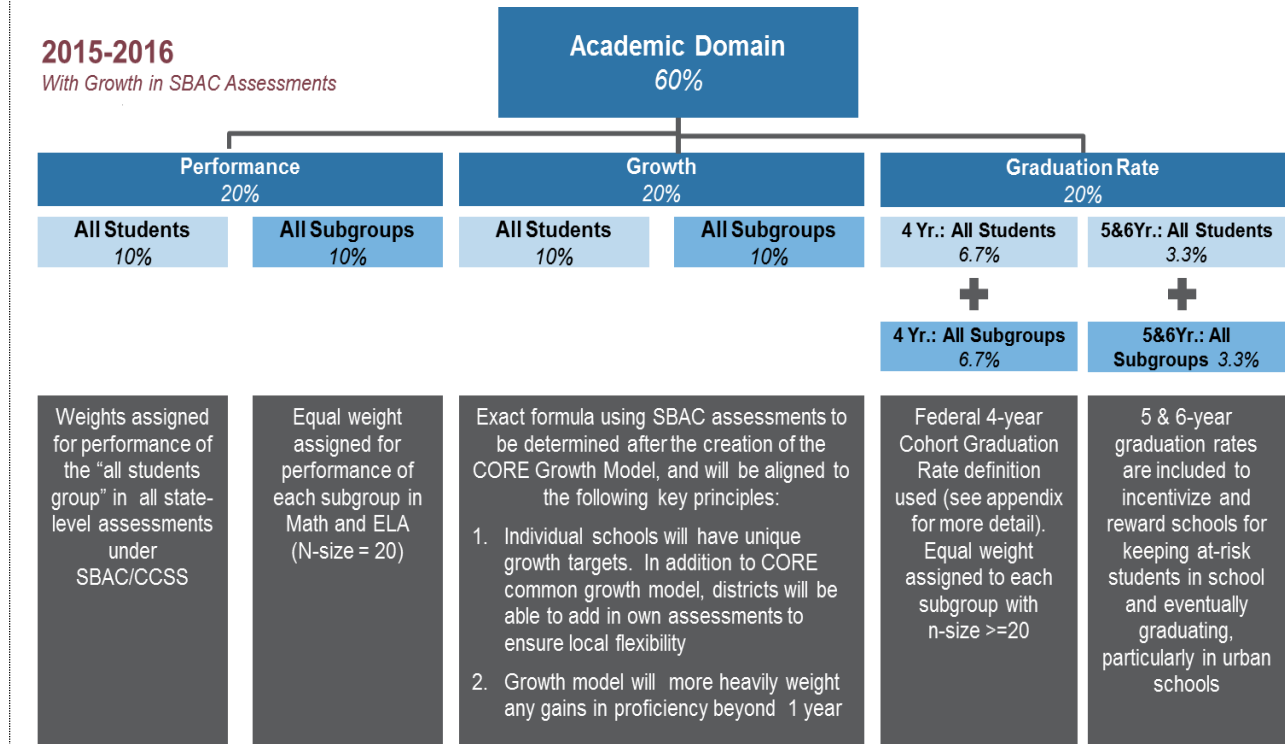 2015-2016
With Growth in SBAC Assessments
Academic Domain
60%
Performance
20%
All Students
10%
All Subgroups
10%
Growth
20%
All Students
10%
All Subgroups
10%
Graduation Rate
20%
4 Yr.: All Students
6.7%
5&6Yr.: All Students
3.3%
4 Yr.: All Subgroups
6.7%
5&6Yr.: All
Subgroups 3.3%
Weights assigned
for performance of
the “all students
group” in all state-
level assessments
under
SBAC/CCSS
Equal weight
assigned for
performance of
each subgroup in
Math and ELA
(N-size = 20)
Exact formula using SBAC assessments to
be determined after the creation of the
CORE Growth Model, and will be aligned to
the following key principles:
1. Individual schools will have unique
growth targets. In addition to CORE
common growth model, districts will be
able to add in own assessments to
ensure local flexibility
2. Growth model will more heavily weight
any gains in proficiency beyond 1 year
Federal 4-year
Cohort Graduation
Rate definition
used (see appendix
for more detail).
Equal weight
assigned to each
subgroup with
n-size >=20
5 & 6-year
graduation rates
are included to
incentivize and
reward schools for
keeping at-risk
students in school
and eventually
graduating,
particularly in urban
schools